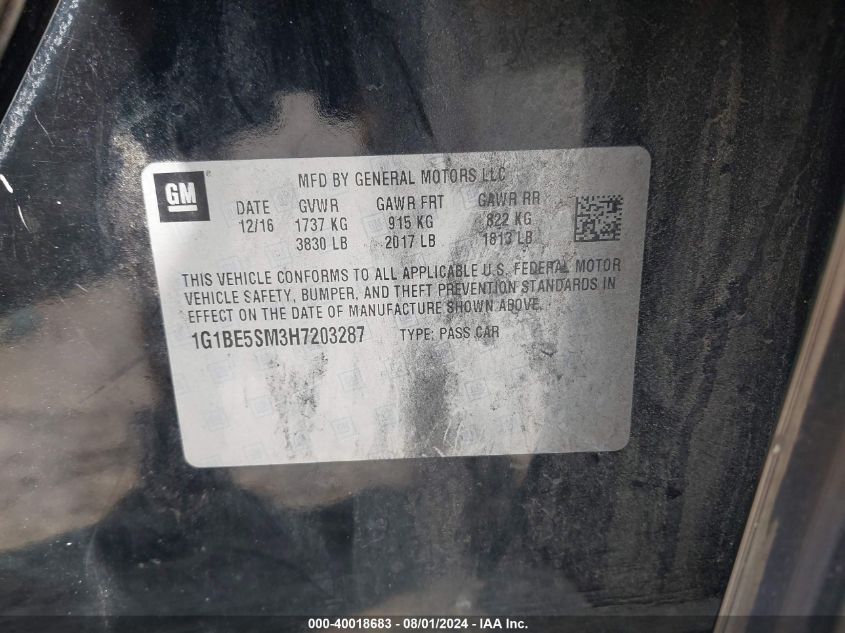 GM
MFD BY GENERAL MOTORS LLC
DATE GVWR GAWR FRT GAWR RR
12/16 1737 KG 915 KG 822 KG
3830 LB 2017 LB 1813 LB
THIS VEHICLE CONFORMS TO ALL APPLICABLE U.S. FEDERAL MOTOR
VEHICLE SAFETY, BUMPER, AND THEFT PREVENTION STANDARDS IN
EFFECT ON THE DATE OF MANUFACTURE SHOWN ABOVE.
1G1BE5SM3H7203287 TYPE: PASS CAR
000-40018683 - 08/01/2024 - IAA Inc.